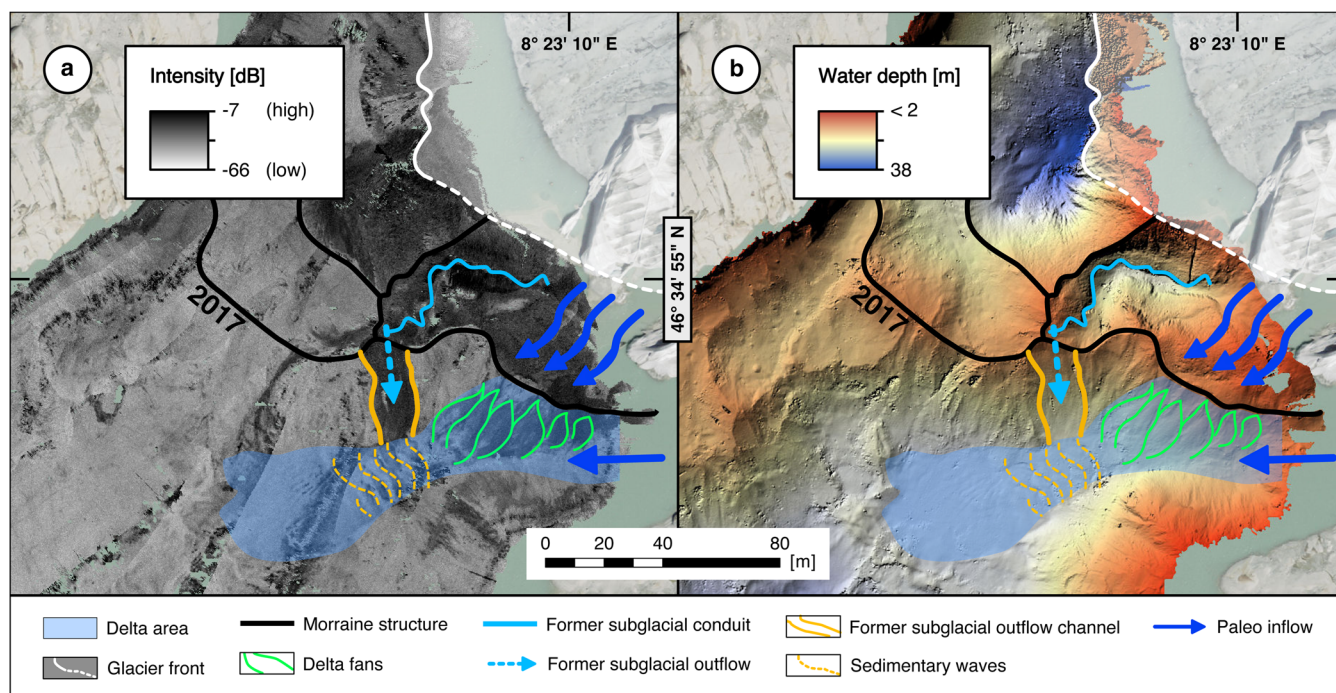 a
8° 23' 10" E
Intensity [dB]
-7 (high)
-66 (low)
2017
46° 34' 55" N
b
8° 23' 10" E
Water depth [m]
< 2
38
2017
0 20 40 80 [m]
Delta area
Morraine structure
Former subglacial conduit
Former subglacial outflow channel
Paleo inflow
Glacier front
Delta fans
Former subglacial outflow
Sedimentary waves